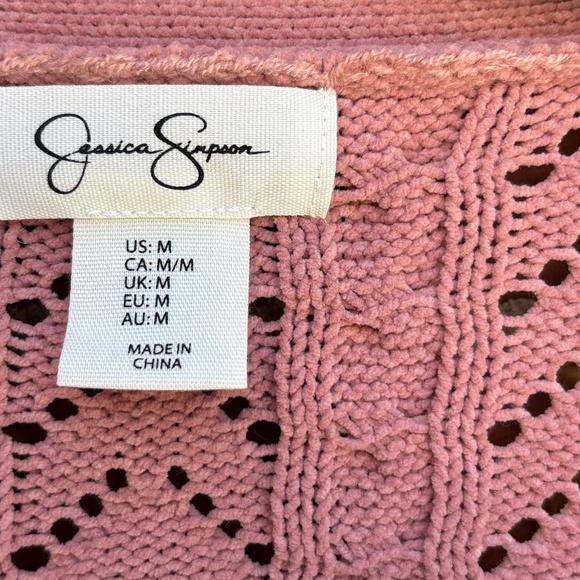 Jessica Simpson
US: M
CA: M/M
UK: M
EU: M
AU: M
MADE IN
CHINA